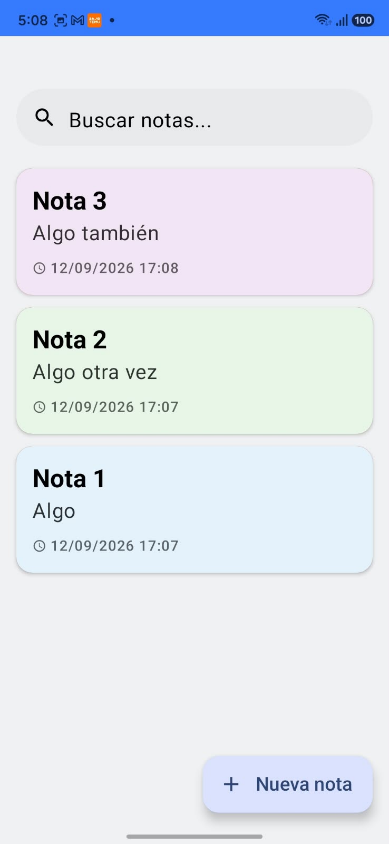 5:08
100
Buscar notas...
Nota 3
Algo también
12/09/2026 17:08
Nota 2
Algo otra vez
12/09/2026 17:07
Nota 1
Algo
12/09/2026 17:07
+ Nueva nota